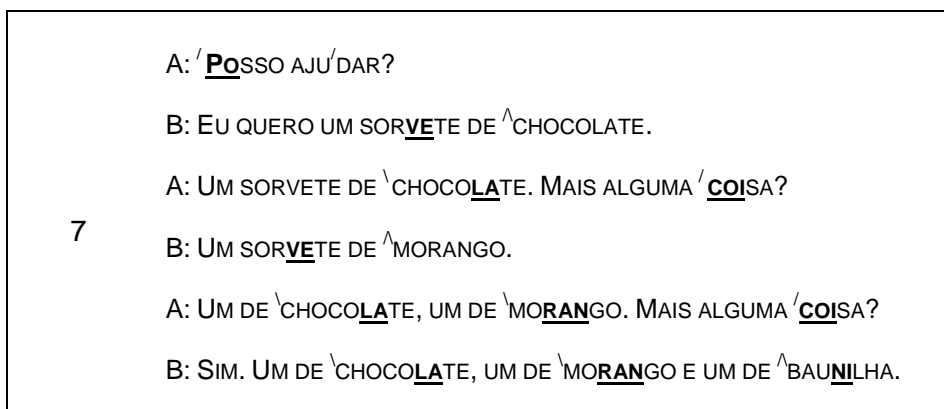 A: / POSSO AJU/DAR?
B: EU QUERO UM SORVETE DE /\CHOCOLATE.
A: UM SORVETE DE \CHOCOLATE. MAIS ALGUMA / COISA?
7
B: UM SORVETE DE /\MORANGO.
A: UM DE \CHOCOLATE, UM DE \MORANGO. MAIS ALGUMA /COISA?
B: SIM. UM DE \CHOCOLATE, UM DE \MORANGO E UM DE /\BAUNILHA.